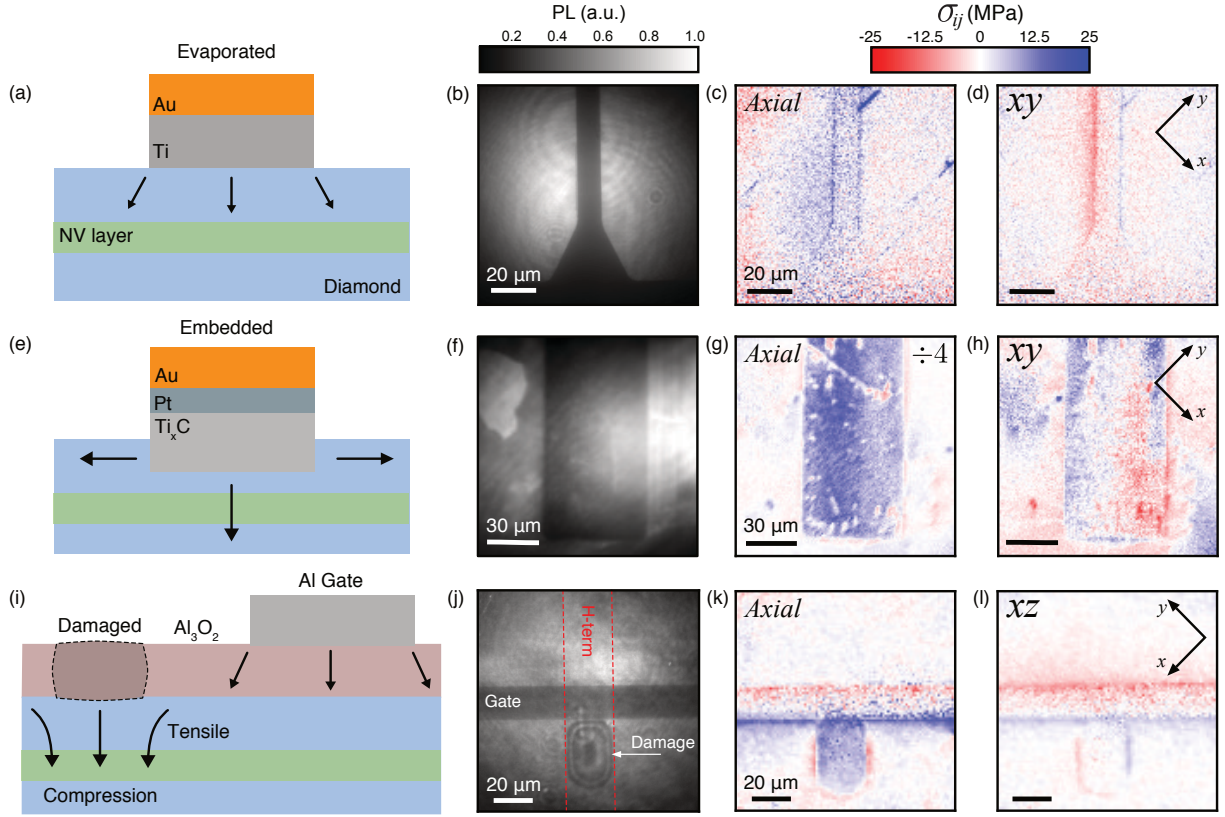 PL (a.u.)
0.2 0.4 0.6 0.8 1.0
σij (MPa)
-25 -12.5 0 12.5 25
(a)
Evaporated
Au
Ti
NV layer
Diamond
(b)
20 μm
(c)
Axial
20 μm
(d)
xy
y
x
(e)
Embedded
Au
Pt
TixC
(f)
30 μm
(g)
Axial
÷4
30 μm
(h)
xy
y
x
(i)
Al Gate
Damaged
Al3O2
Tensile
Compression
(j)
H-term
Gate
Damage
20 μm
(k)
Axial
20 μm
(l)
xz
y
x